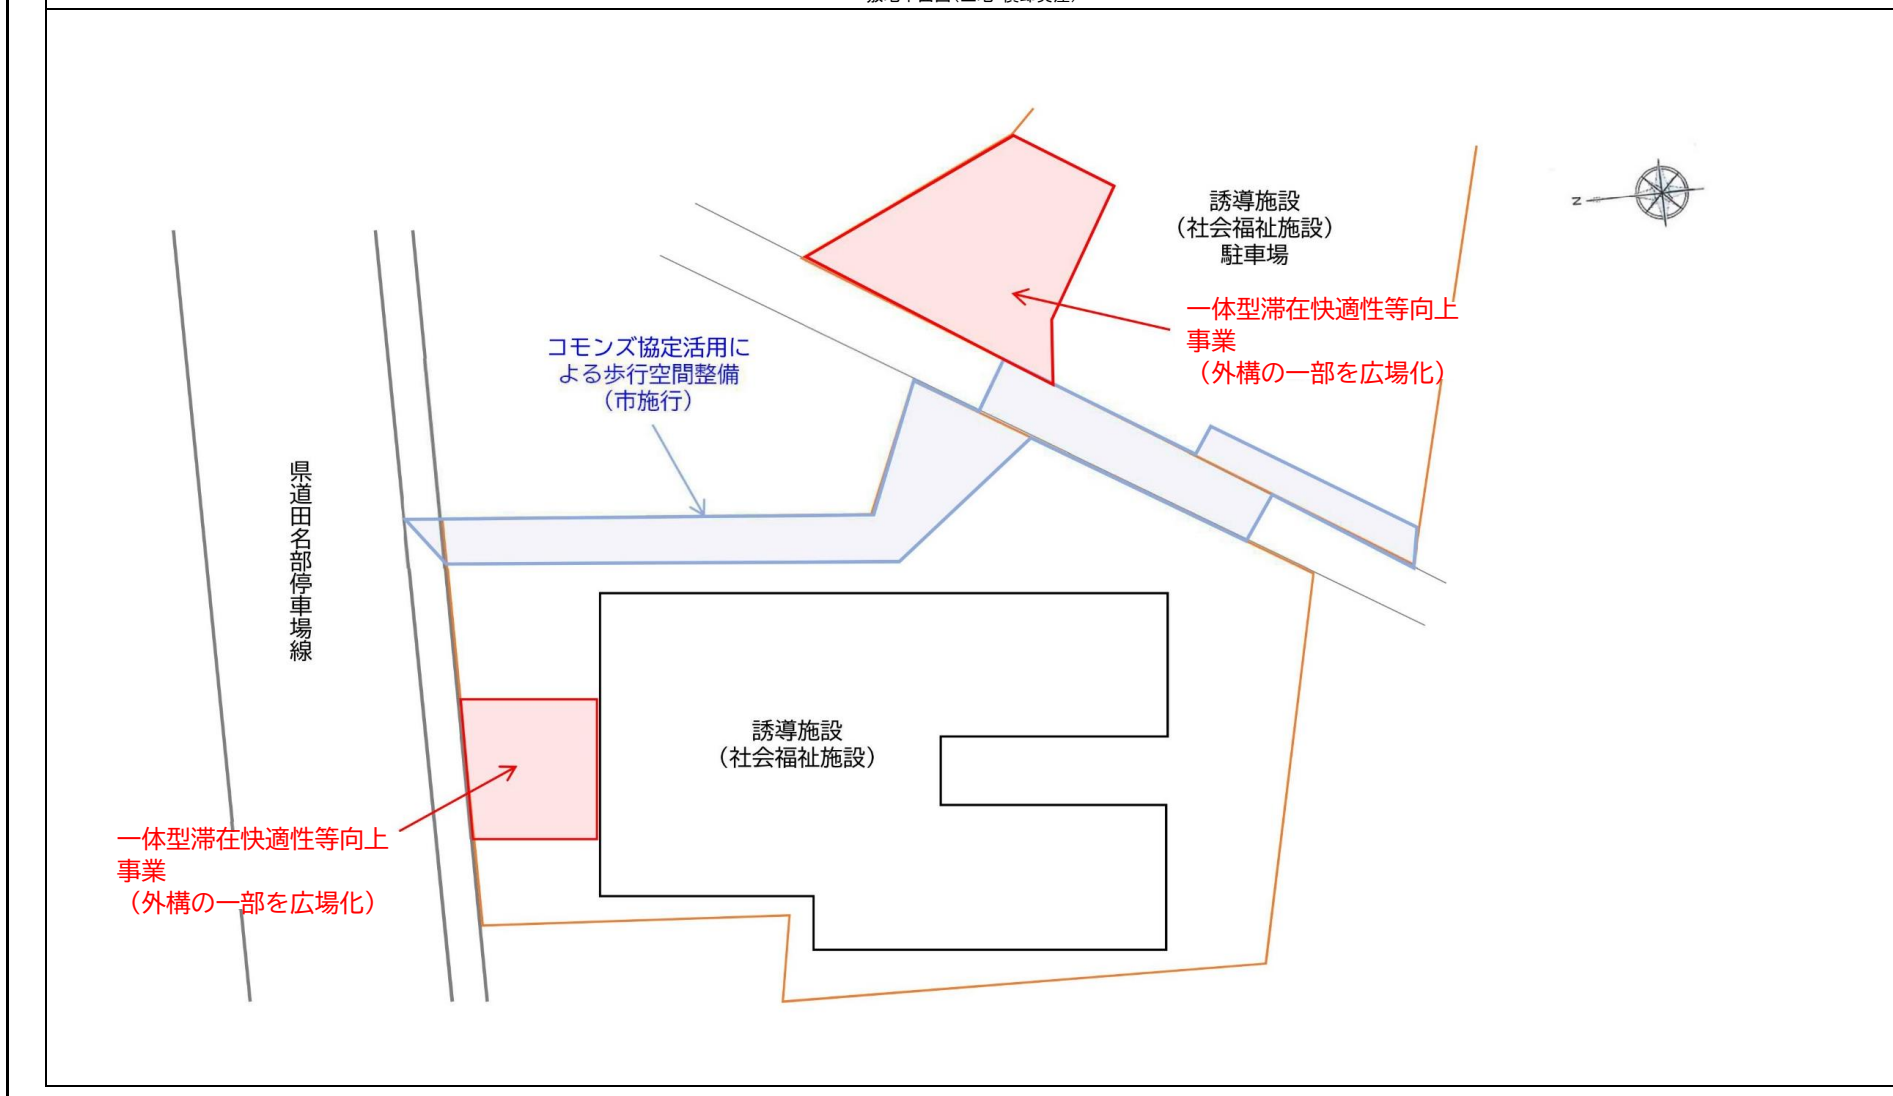 誘導施設
（社会福祉施設）
駐車場
N
一体型滞在快適性等向上
事業
（外構の一部を広場化）
コモンズ協定活用に
よる歩行空間整備
（市施行）
県道田名部停車場線
誘導施設
（社会福祉施設）
一体型滞在快適性等向上
事業
（外構の一部を広場化）